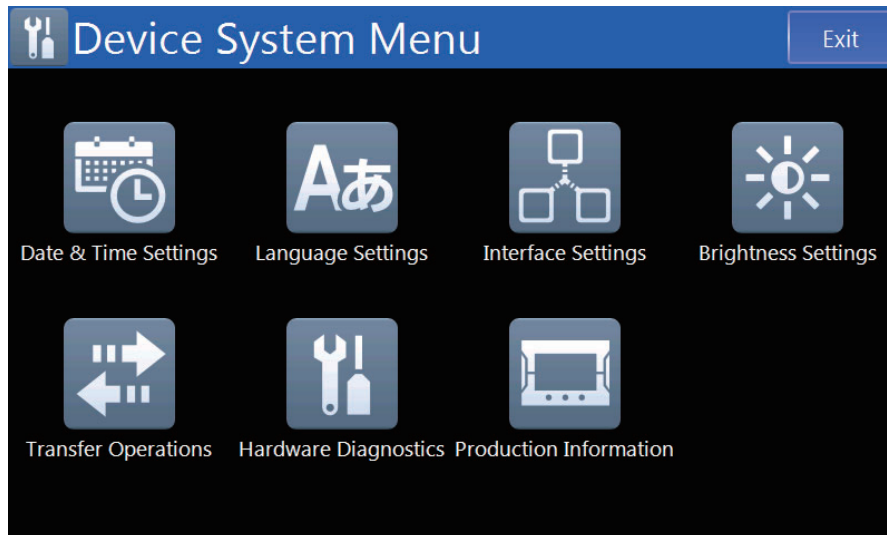 Device System Menu
Exit
Aあ
Date & Time Settings
Language Settings
Interface Settings
Brightness Settings
Transfer Operations
Hardware Diagnostics
Production Information